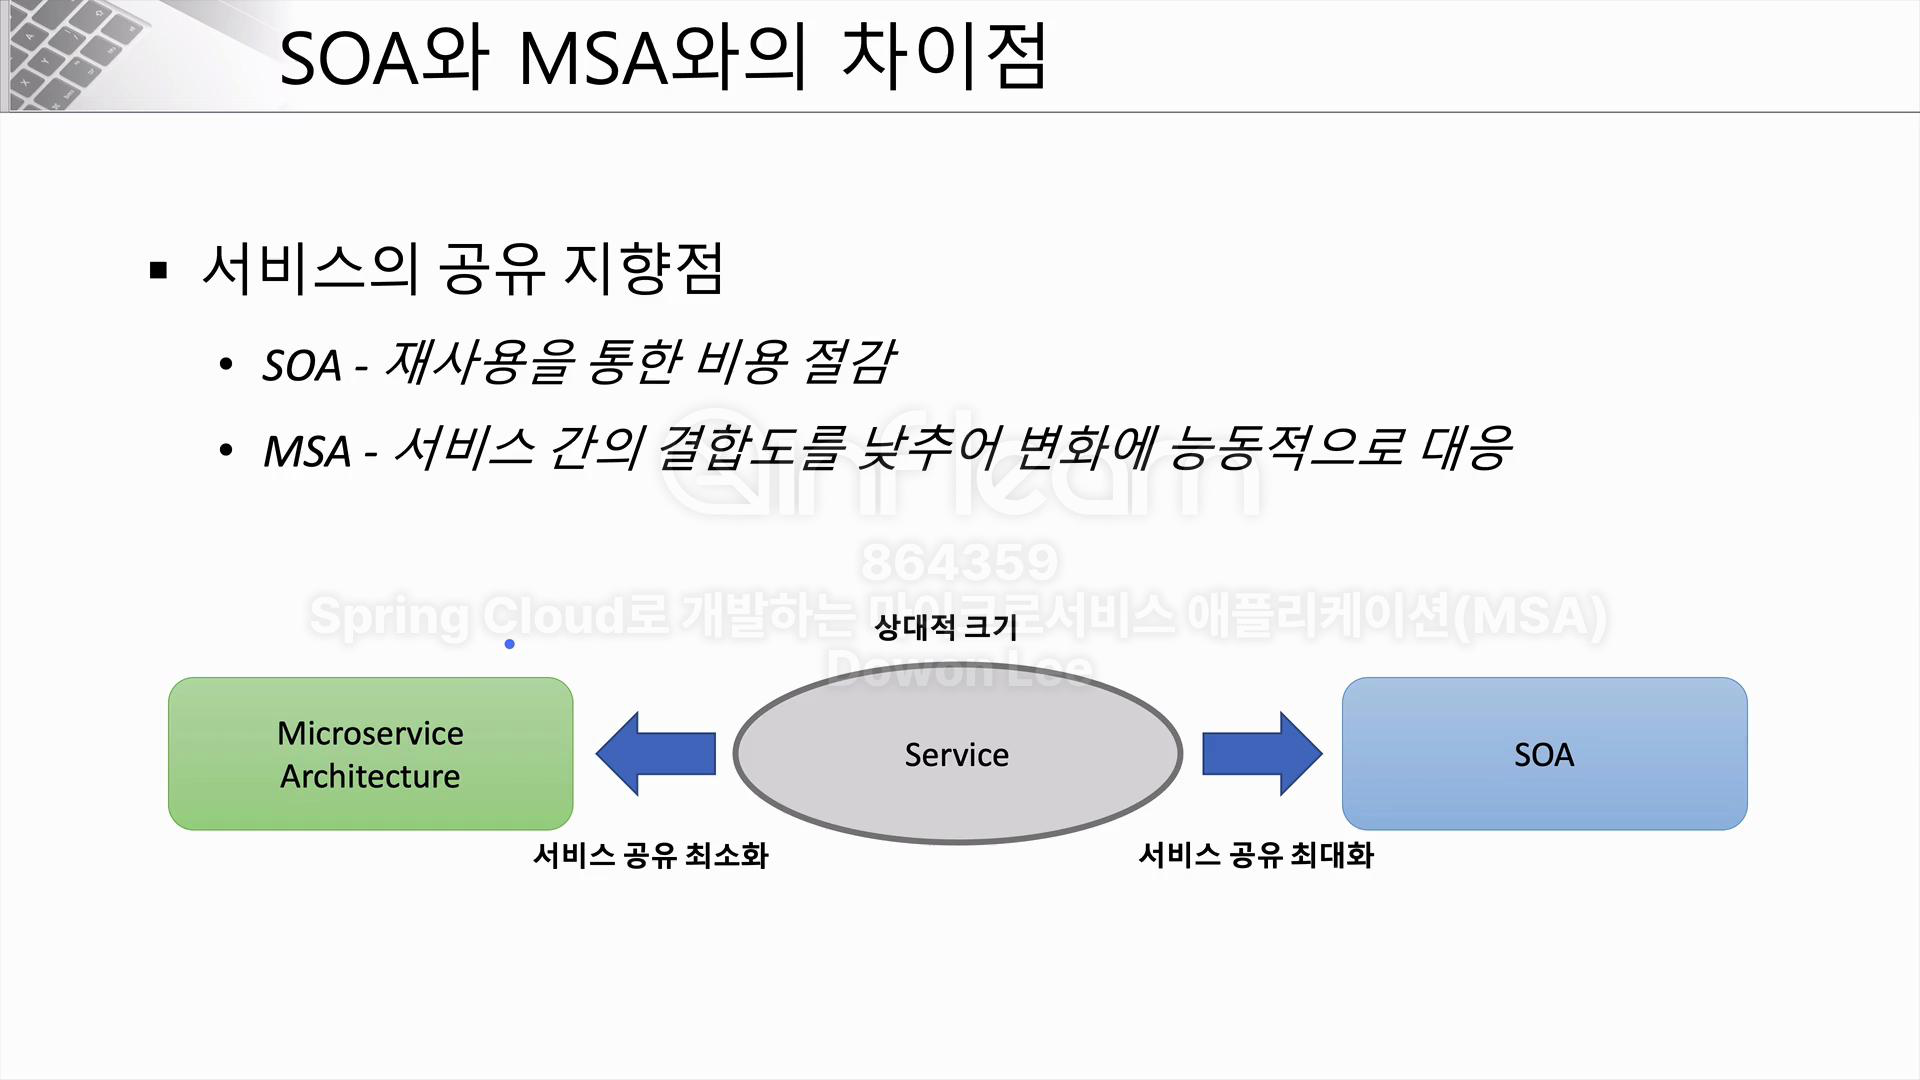 SOA와 MSA와의 차이점
서비스의 공유 지향점
SOA - 재사용을 통한 비용 절감
MSA - 서비스 간의 결합도를 낮추어 변화에 능동적으로 대응
inflearn
864359
Spring Cloud로 개발하는 마이크로서비스 애플리케이션(MSA)
Dowon Lee
상대적 크기
Microservice
Architecture
Service
SOA
서비스 공유 최소화
서비스 공유 최대화